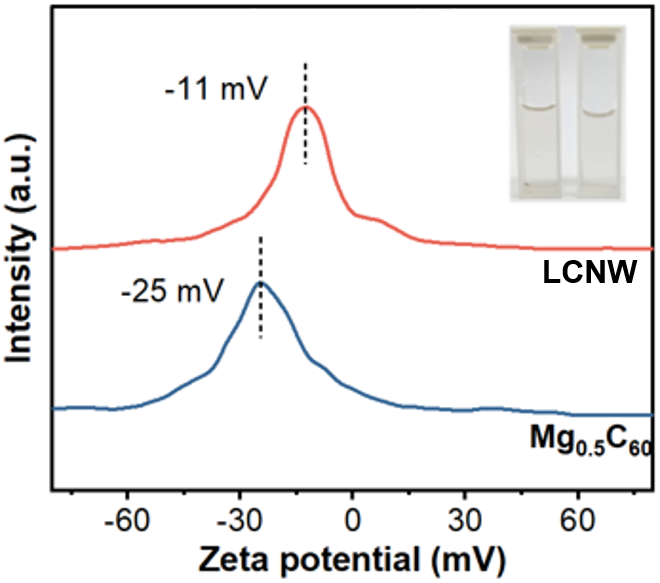 -11 mV
LCNW
-25 mV
Mg0.5C60
Intensity (a.u.)
-60 -30 0 30 60
Zeta potential (mV)